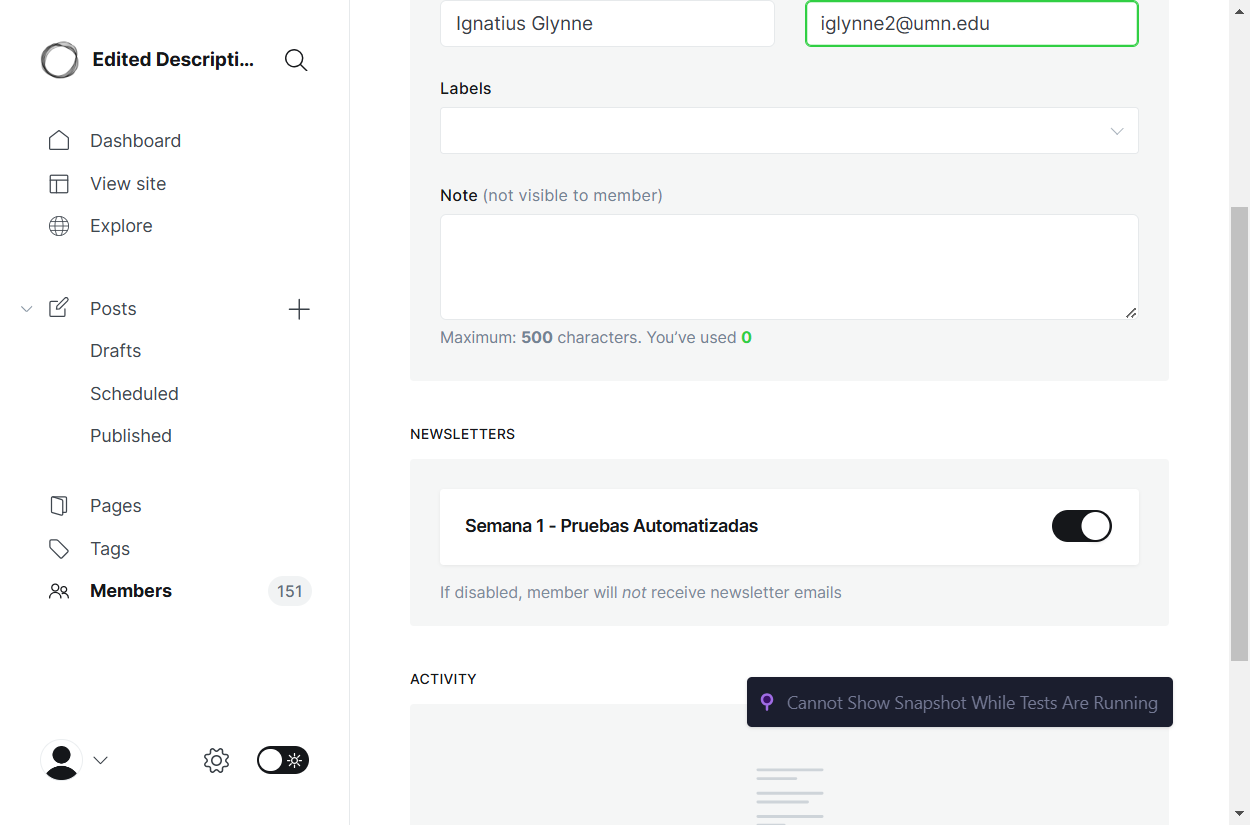 Edited Descripti...
Dashboard
View site
Explore
Posts
Drafts
Scheduled
Published
Pages
Tags
Members 151
Ignatius Glynne
iglynne2@umn.edu
Labels
Note (not visible to member)
Maximum: 500 characters. You’ve used 0
NEWSLETTERS
Semana 1 - Pruebas Automatizadas
If disabled, member will not receive newsletter emails
ACTIVITY
Cannot Show Snapshot While Tests Are Running